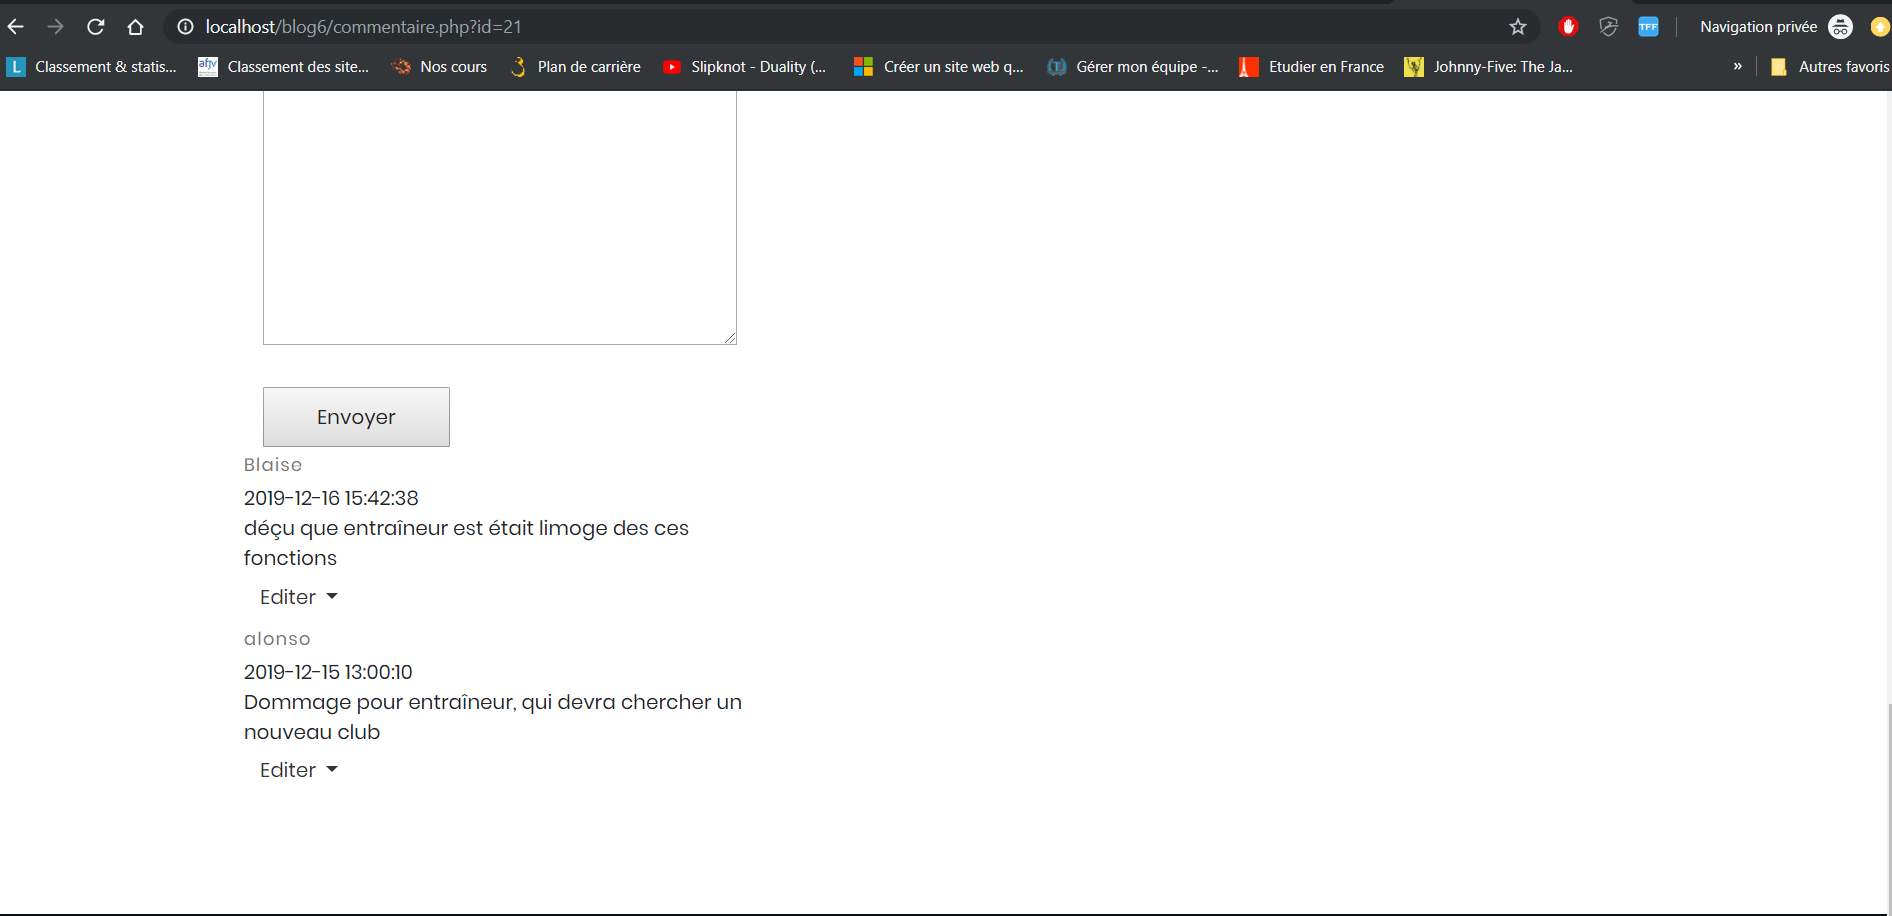 localhost/blog6/commentaire.php?id=21
TFF
Navigation privée
L Classement & statis...
afjv Classement des site...
Nos cours
Plan de carrière
Slipknot - Duality (...
Créer un site web q...
Gérer mon équipe -...
Etudier en France
Johnny-Five: The Ja...
»
Autres favoris
Envoyer
Blaise
2019-12-16 15:42:38
déçu que entraîneur est était limoge des ces
fonctions
Editer
alonso
2019-12-15 13:00:10
Dommage pour entraîneur, qui devra chercher un
nouveau club
Editer